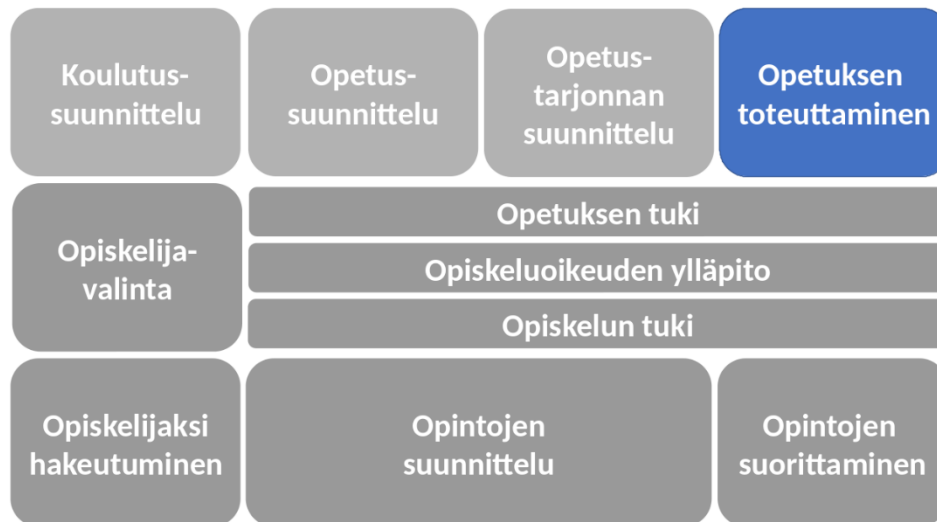 Koulutus-
suunnittelu
Opetus-
suunnittelu
Opetus-
tarjonnan
suunnittelu
Opetuksen
toteuttaminen
Opiskelija-
valinta
Opetuksen tuki
Opiskeluoikeuden ylläpito
Opiskelun tuki
Opiskelijaksi
hakeutuminen
Opintojen
suunnittelu
Opintojen
suorittaminen